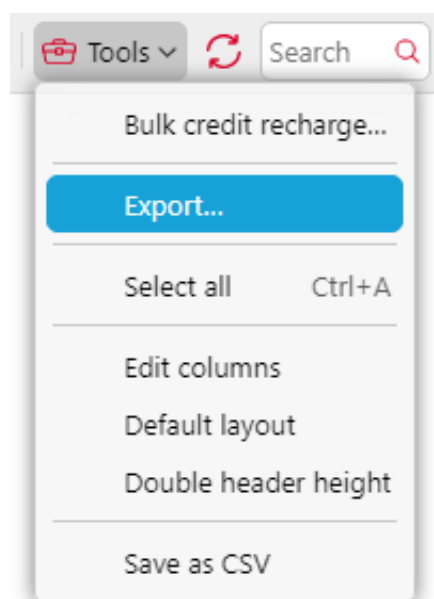 Tools Search
Bulk credit recharge...
Export...
Select all Ctrl+A
Edit columns
Default layout
Double header height
Save as CSV